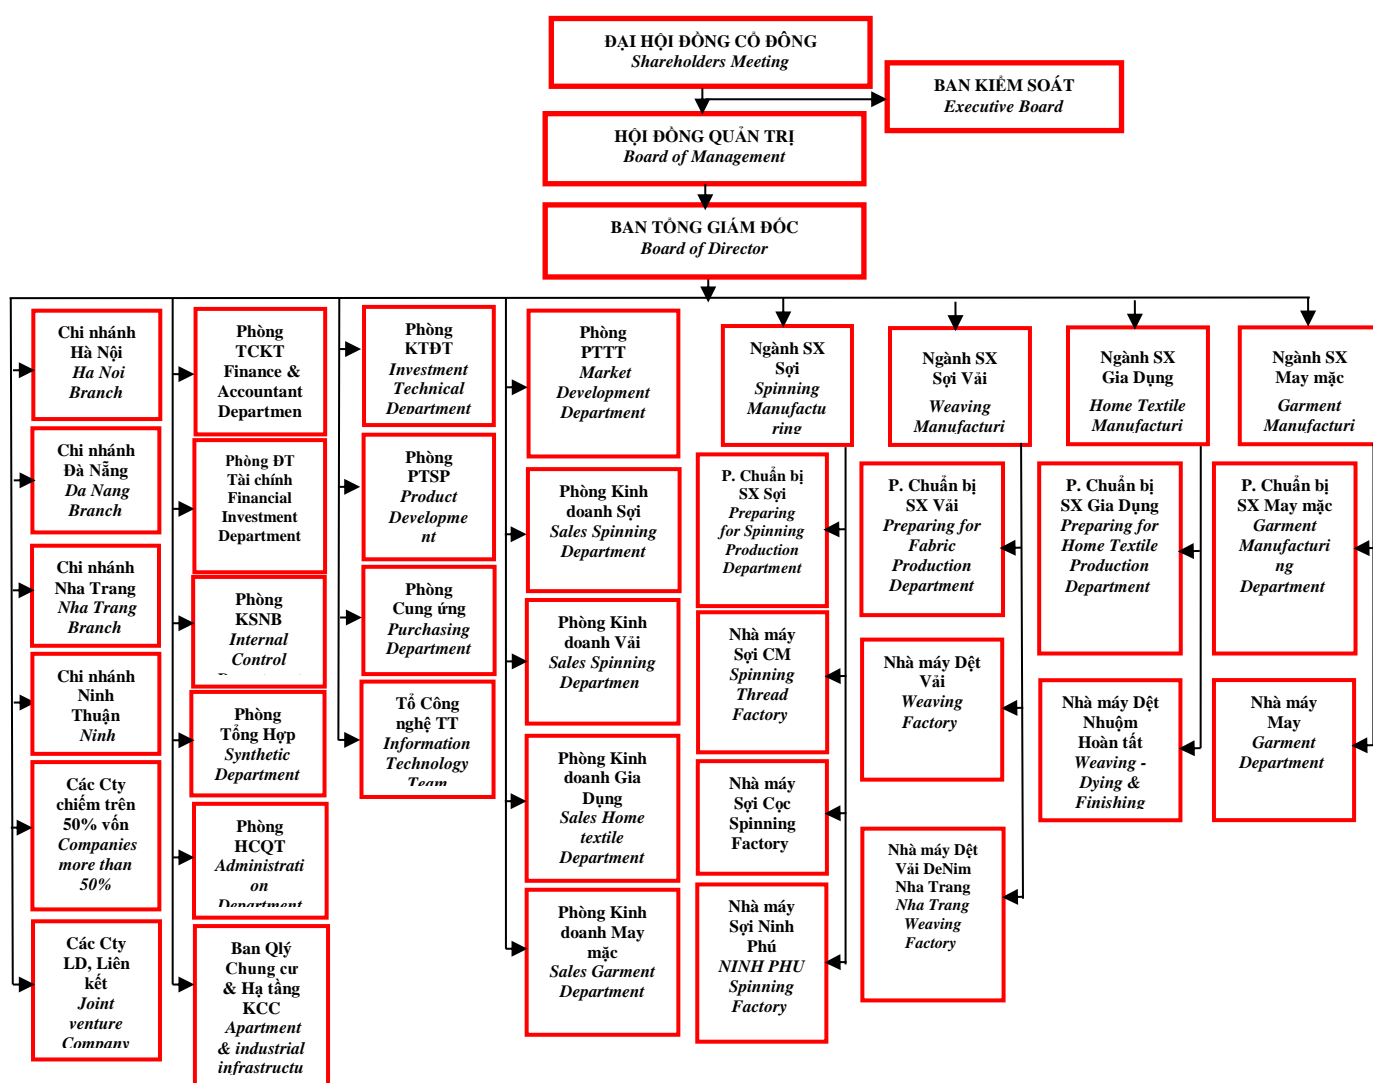 ĐẠI HỘI ĐỒNG CỔ ĐÔNG
Shareholders Meeting
BAN KIỂM SOÁT
Executive Board
HỘI ĐỒNG QUẢN TRỊ
Board of Management
BAN TỔNG GIÁM ĐỐC
Board of Director
Chi nhánh
Hà Nội
Ha Noi
Branch
Chi nhánh
Đà Nẵng
Da Nang
Branch
Chi nhánh
Nha Trang
Nha Trang
Branch
Chi nhánh
Ninh
Thuận
Ninh
Các Cty
chiếm trên
50% vốn
Companies
more than
50%
Các Cty
LD, Liên
kết
Joint
venture
Company
Phòng
TCKT
Finance &
Accountant
Departmen
Phòng ĐT
Tài chính
Financial
Investment
Department
Phòng
KSNB
Internal
Control
Phòng
Tổng Hợp
Synthetic
Department
Phòng
HCQT
Administrati
on
Department
Ban Qlý
Chung cư
& Hạ tầng
KCC
Apartment
& industrial
infrastructu
Phòng
KTĐT
Investment
Technical
Department
Phòng
PTSP
Product
Developme
nt
Phòng
Cung ứng
Purchasing
Department
Tổ Công
nghệ TT
Information
Technology
Team
Phòng
PTTT
Market
Development
Department
Phòng Kinh
doanh Sợi
Sales Spinning
Department
Phòng Kinh
doanh Vải
Sales Spinning
Departmen
Phòng Kinh
doanh Gia
Dụng
Sales Home
textile
Department
Phòng Kinh
doanh May
mặc
Sales Garment
Department
Ngành SX
Sợi
Spinning
Manufactu
ring
P. Chuẩn bị
SX Sợi
Preparing
for Spinning
Production
Department
Nhà máy
Sợi CM
Spinning
Thread
Factory
Nhà máy
Sợi Cọc
Spinning
Factory
Nhà máy
Sợi Ninh
Phú
NINH PHU
Spinning
Factory
Ngành SX
Sợi Vải
Weaving
Manufacturi
P. Chuẩn bị
SX Vải
Preparing for
Fabric
Production
Department
Nhà máy Dệt
Vải
Weaving
Factory
Nhà máy Dệt
Vải DeNim
Nha Trang
Nha Trang
Weaving
Factory
Ngành SX
Gia Dụng
Home Textile
Manufacturi
P. Chuẩn bị
SX Gia Dụng
Preparing for
Home Textile
Production
Department
Nhà máy Dệt
Nhuộm
Hoàn tất
Weaving -
Dying &
Finishing
Ngành SX
May mặc
Garment
Manufacturi
P. Chuẩn bị
SX May mặc
Garment
Manufacturi
ng
Department
Nhà máy
May
Garment
Department